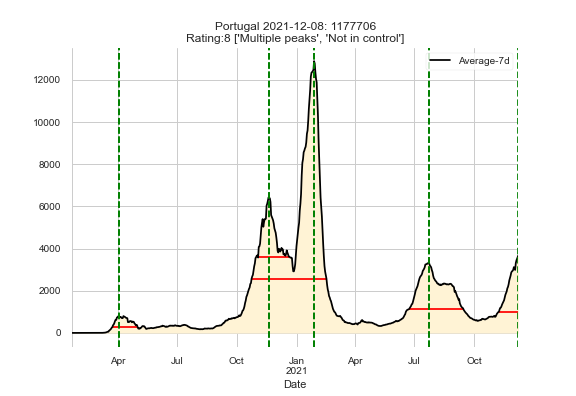 Portugal 2021-12-08: 1177706
Rating:8 ['Multiple peaks', 'Not in control']
Average-7d
12000
10000
8000
6000
4000
2000
0
Apr Jul Oct Jan Apr Jul Oct
2021
Date